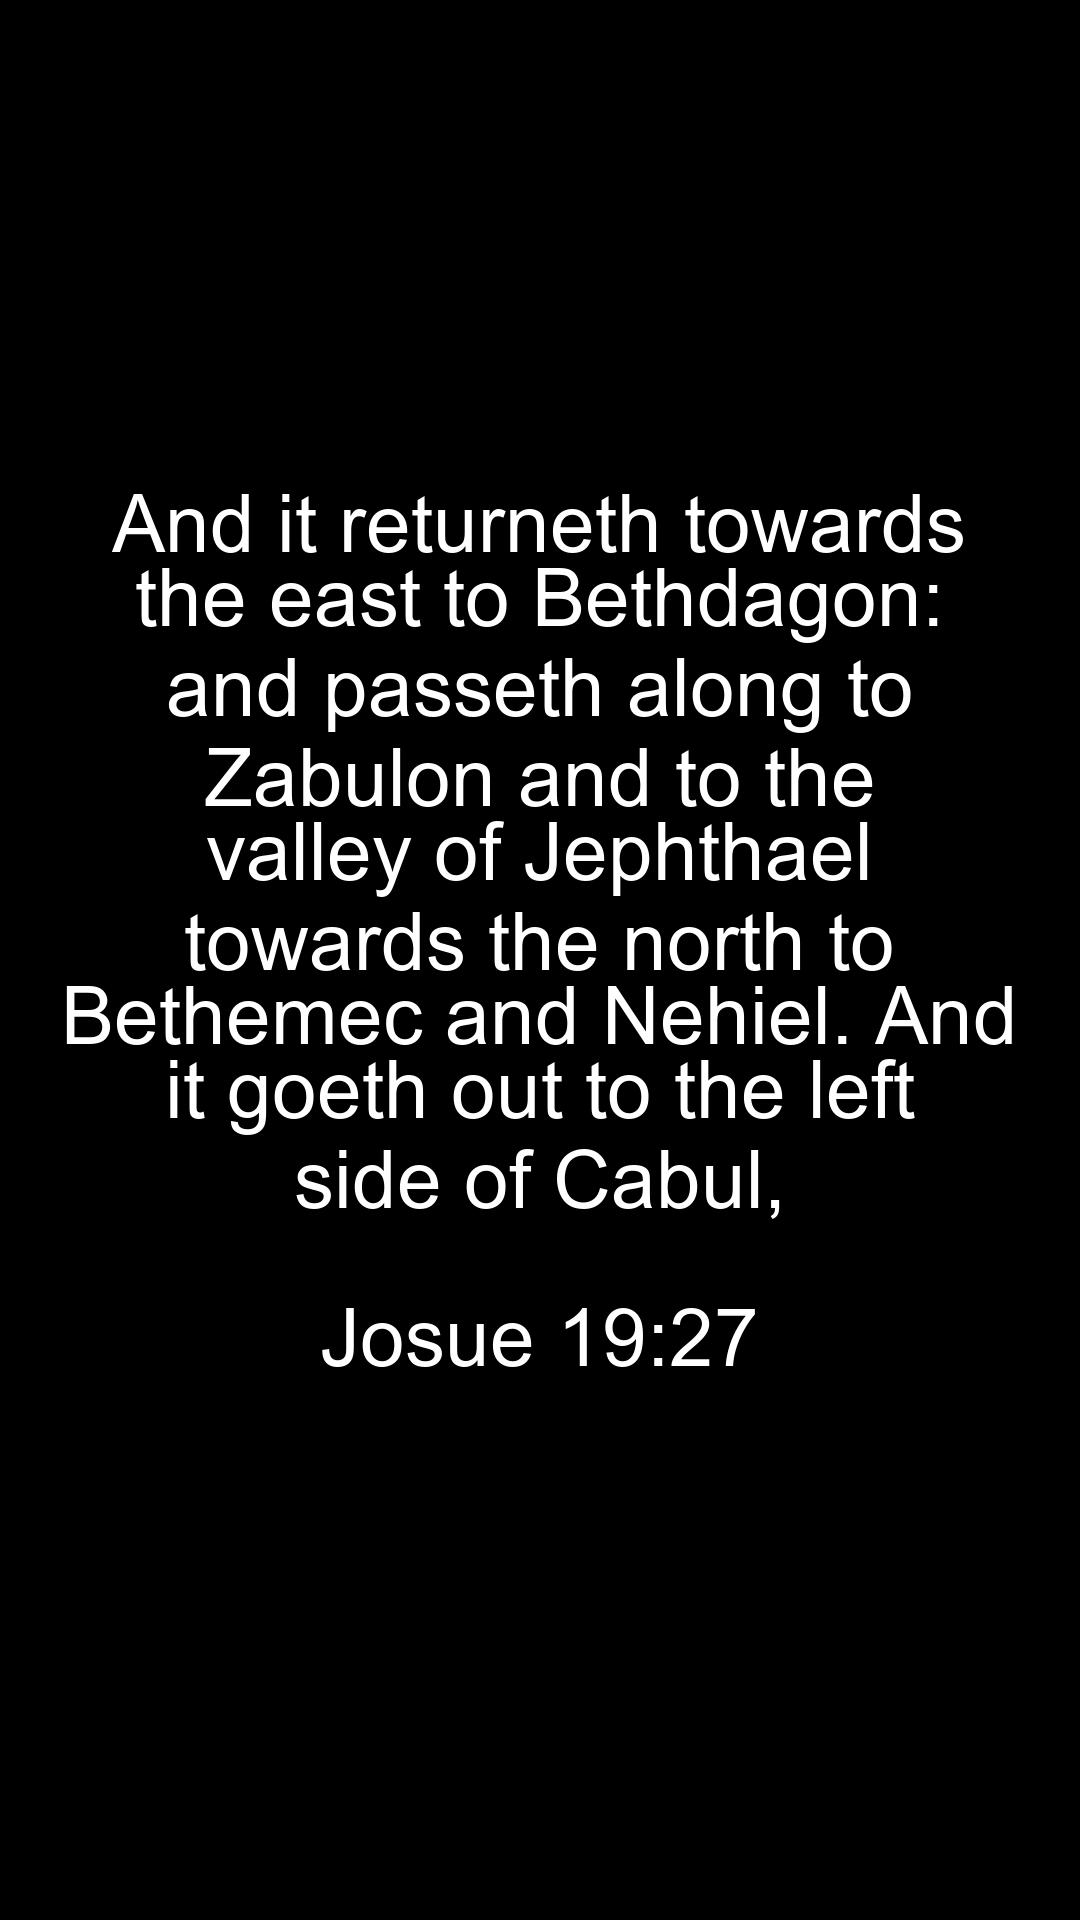 And it returneth towards
the east to Bethdagon:
and passeth along to
Zabulon and to the
valley of Jephthael
towards the north to
Bethemec and Nehiel. And
it goeth out to the left
side of Cabul,
Josue 19:27